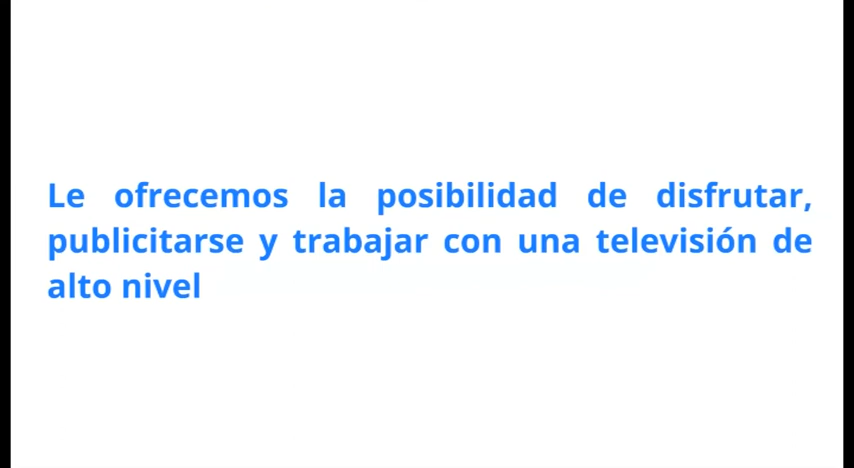 Le ofrecemos la posibilidad de disfrutar,
publicitarse y trabajar con una televisión de
alto nivel